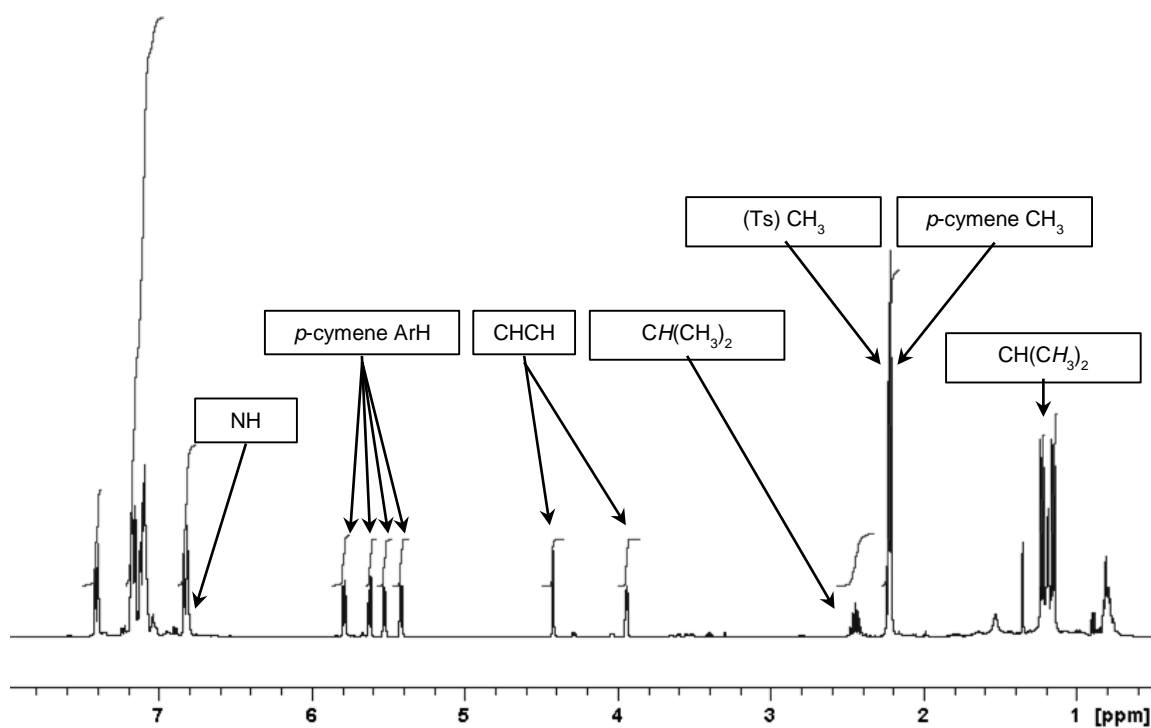 (Ts) CH₃
p-cymene CH₃
p-cymene ArH
CHCH
CH(CH₃)₂
CH(CH₃)₂
NH
7 6 5 4 3 2 1 [ppm]